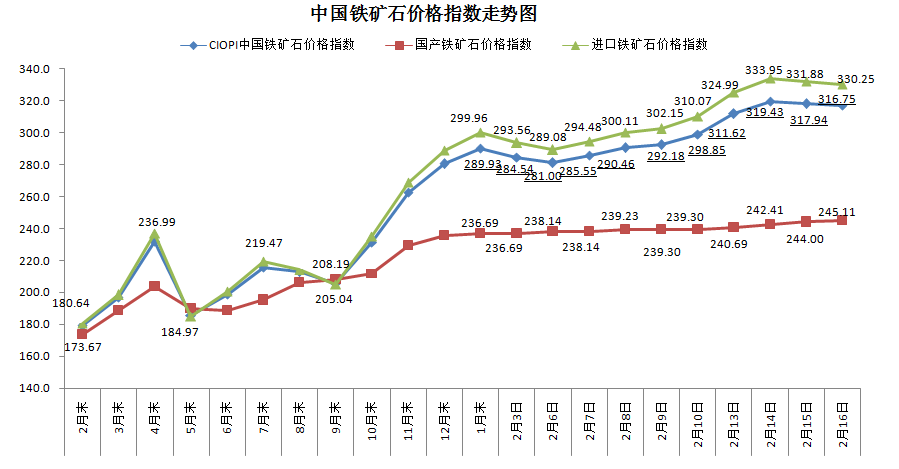 中国铁矿石价格指数走势图
CIOPI中国铁矿石价格指数 国产铁矿石价格指数 进口铁矿石价格指数
340.0
320.0
300.0
280.0
260.0
240.0
220.0
200.0
180.0
160.0
140.0
180.64
173.67
236.99
184.97
219.47
208.19
205.04
299.96
289.93
236.69
293.56
284.54
236.69
289.08
281.00
238.14
294.48
285.55
238.14
300.11
290.46
239.23
302.15
292.18
239.30
310.07
298.85
239.30
324.99
311.62
240.69
333.95
319.43
242.41
331.88
317.94
244.00
330.25
316.75
245.11
2月末
3月末
4月末
5月末
6月末
7月末
8月末
9月末
10月末
11月末
12月末
1月末
2月3日
2月6日
2月7日
2月8日
2月9日
2月10日
2月13日
2月14日
2月15日
2月16日